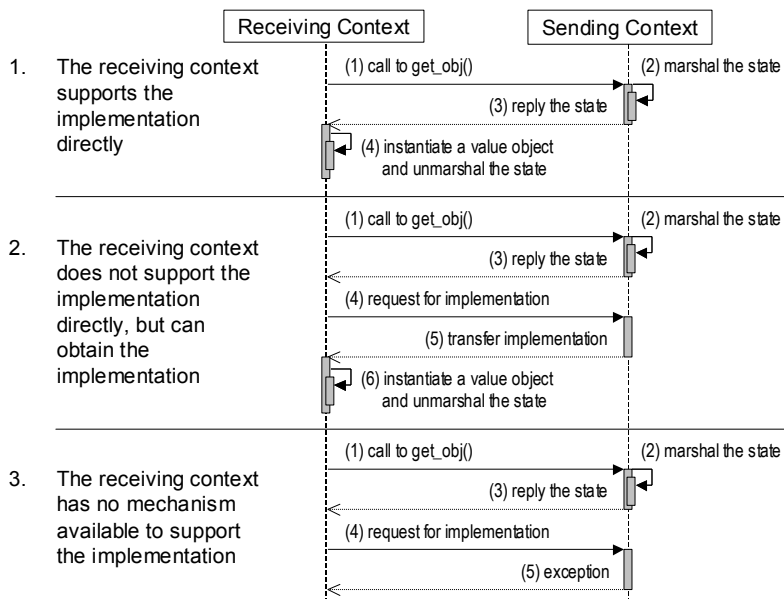 Receiving Context
Sending Context
1. The receiving context
supports the
implementation
directly
(1) call to get_obj()
(2) marshal the state
(3) reply the state
(4) instantiate a value object
and unmarshal the state
2. The receiving context
does not support the
implementation
directly, but can
obtain the
implementation
(1) call to get_obj()
(2) marshal the state
(3) reply the state
(4) request for implementation
(5) transfer implementation
(6) instantiate a value object
and unmarshal the state
3. The receiving context
has no mechanism
available to support
the implementation
(1) call to get_obj()
(2) marshal the state
(3) reply the state
(4) request for implementation
(5) exception